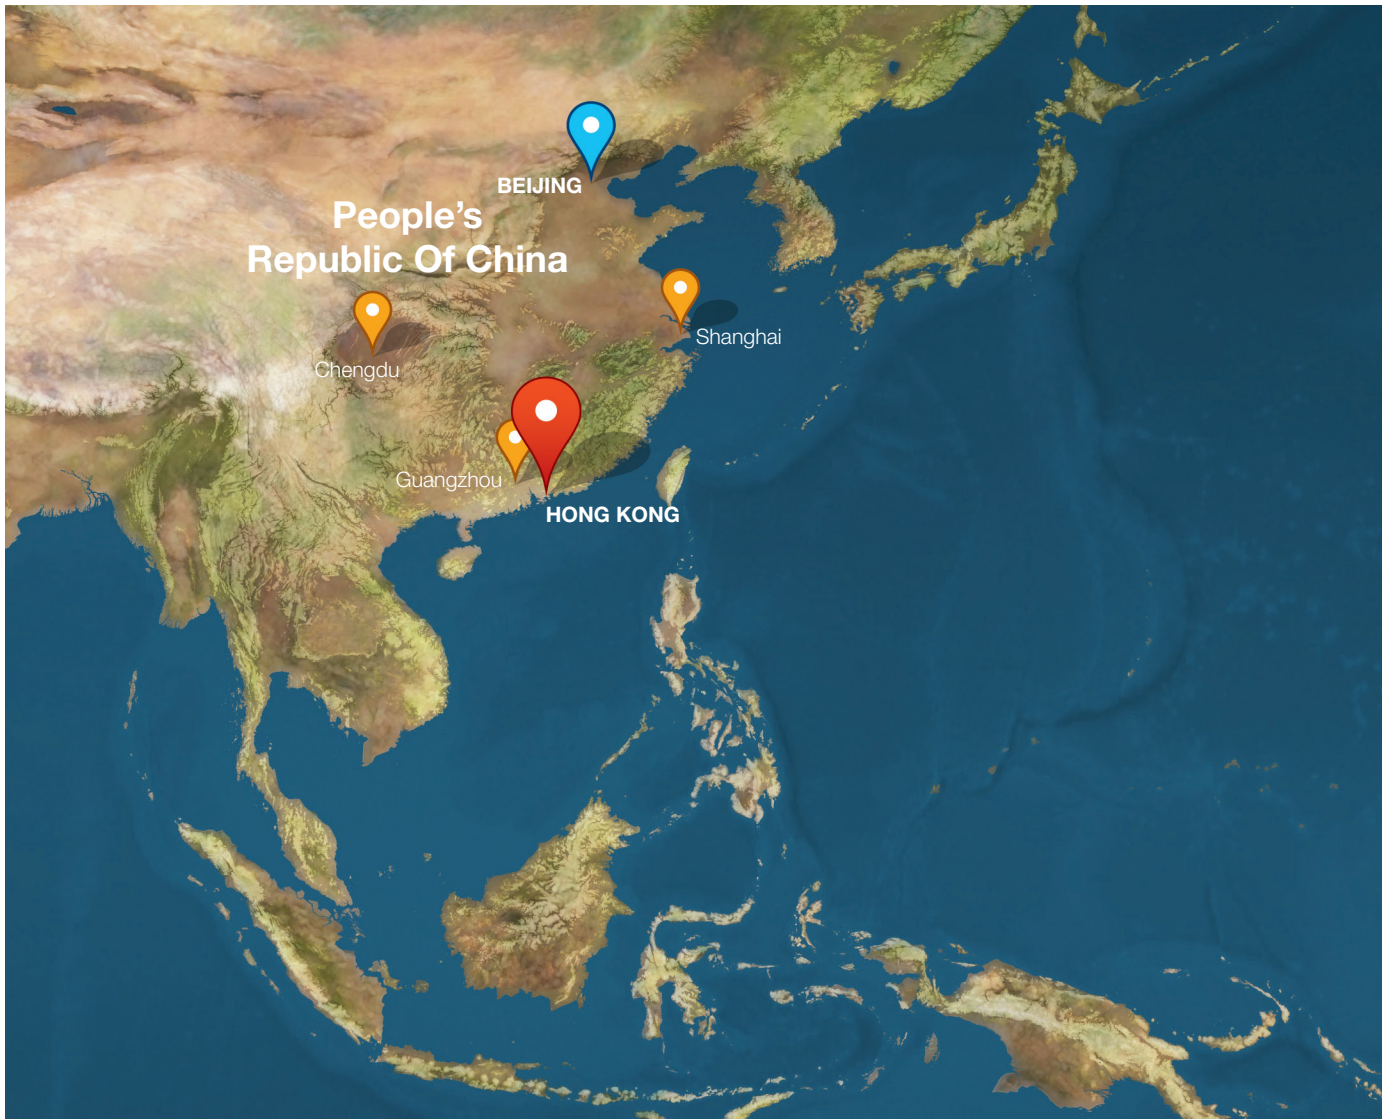 BEIJING
People’s
Republic Of China
Shanghai
Chengdu
Guangzhou
HONG KONG